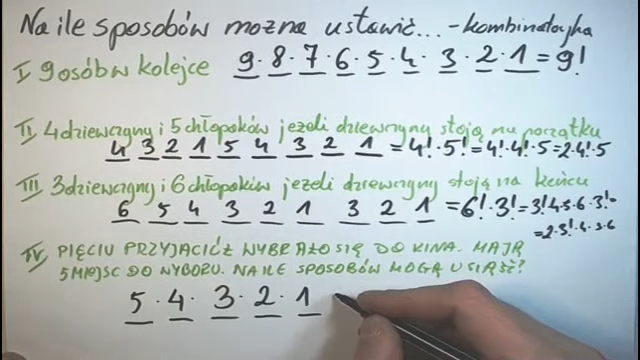 Na ile sposobów można ustawić... - kombinatoryka
I 9 osób w kolejce 9·8·7·6·5·4·3·2·1=9!
II 4 dziewczyny i 5 chłopaków jeżeli dziewczyny stoją na początku
4 3 2 1 5 4 3 2 1 = 4!·5! = 4!·4!·5=2·4!·5
III 3 dziewczyny i 6 chłopaków jeżeli dziewczyny stoją na końcu
6 5 4 3 2 1 3 2 1 = 6!·3! = 3!4·5·6·3!=
=2·3!·4·5·6
IV PIĘCIU PRZYJACIÓŁ WYBRAŁO SIĘ DO KINA. MAJĄ
5 MIEJSC DO WYBORU. NA ILE SPOSOBÓW MOGĄ USIĄŚĆ?
5·4·3·2·1